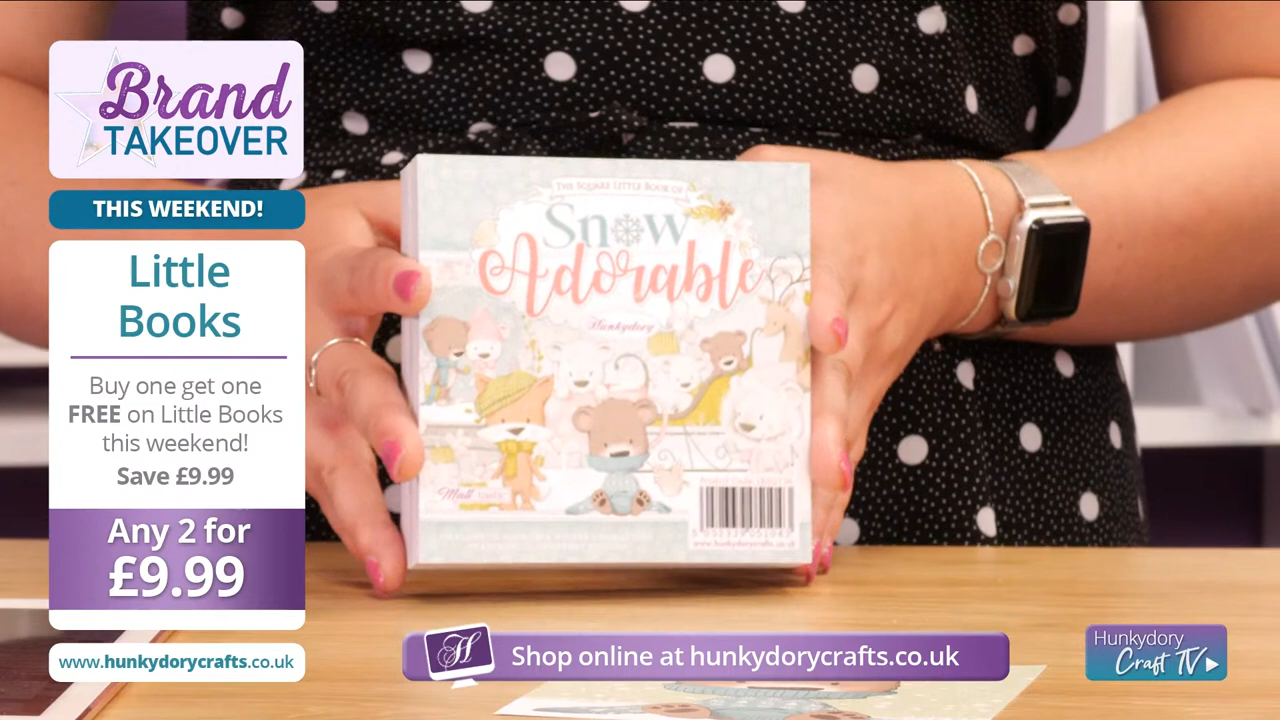 Brand
TAKEOVER
THIS WEEKEND!
Little
Books
Buy one get one
FREE on Little Books
this weekend!
Save £9.99
Any 2 for
£9.99
www.hunkydorycrafts.co.uk
THE SQUARE LITTLE BOOK OF
Snow
Adorable
Hunkydory
Matt
www.hunkydorycrafts.co.uk
H
Shop online at hunkydorycrafts.co.uk
Hunkydory
Craft TV